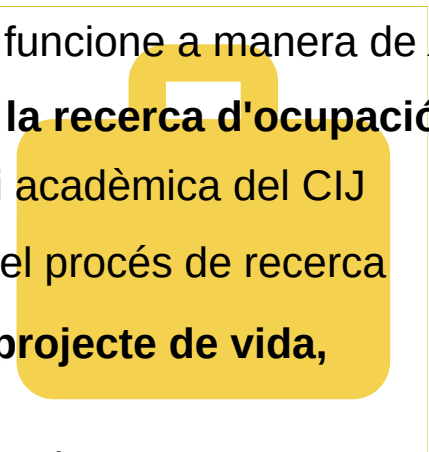 funcione a manera de
la recerca d'ocupació
i acadèmica del CIJ
el procés de recerca
projecte de vida,